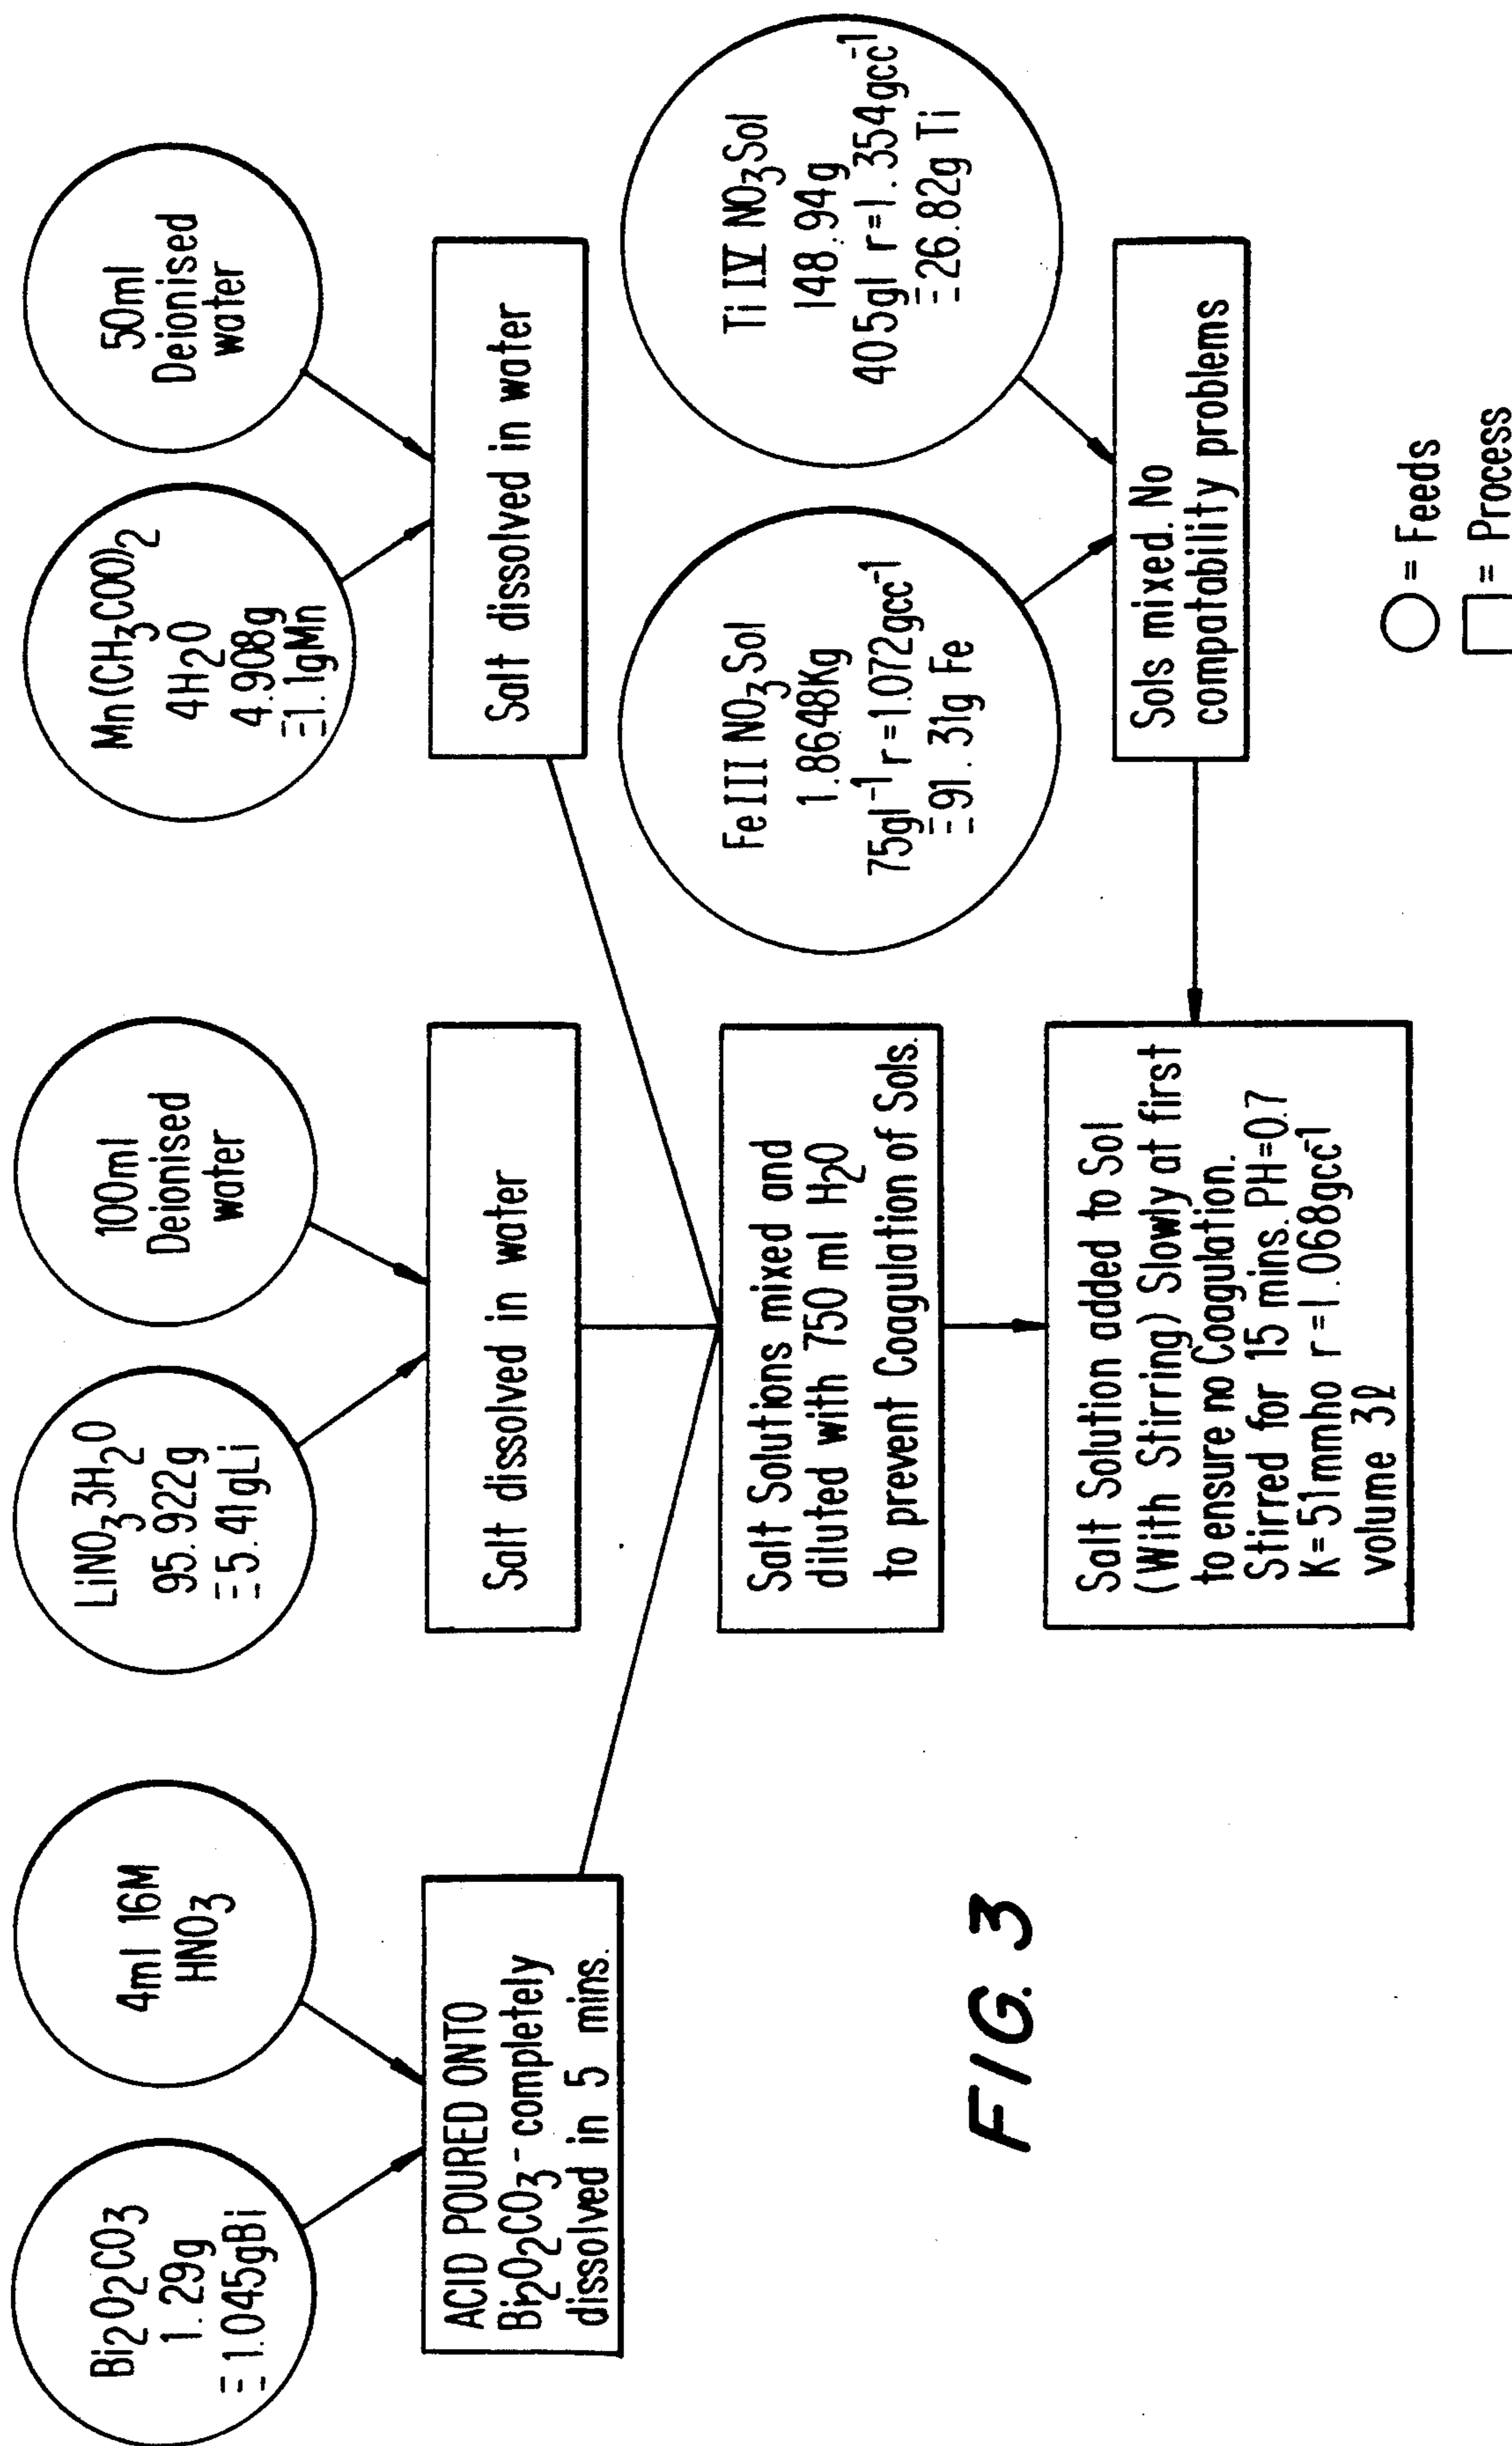 Bi2O2CO3
1.29g
≡1.045gBi
4ml 16M
HNO3
ACID POURED ONTO
Bi2O2CO3-completely
dissolved in 5 mins.
LiNO3 3H2O
95.922g
≡5.41gLi
100ml
Deionised
water
Salt dissolved in water
Mn(CH3COO)2
4H2O
4.908g
≡1.1gMn
50ml
Deionised
water
Salt dissolved in water
Salt Solutions mixed and
diluted with 750 ml H2O
to prevent Coagulation of Sols.
Fe III NO3 Sol
1.8648Kg
75gl⁻¹ r=1.072gcc⁻¹
≡91.31g Fe
Ti IV NO3 Sol
148.94g
405gl r=1.354gcc⁻¹
≡26.82g Ti
Sols mixed. No
compatability problems
Salt Solution added to Sol
(With Stirring) Slowly at first
to ensure no Coagulation.
Stirred for 15 mins. PH=0.7
K=51mmho r=1.068gcc⁻¹
volume 3ℓ
= Feeds
= Process
FIG. 3